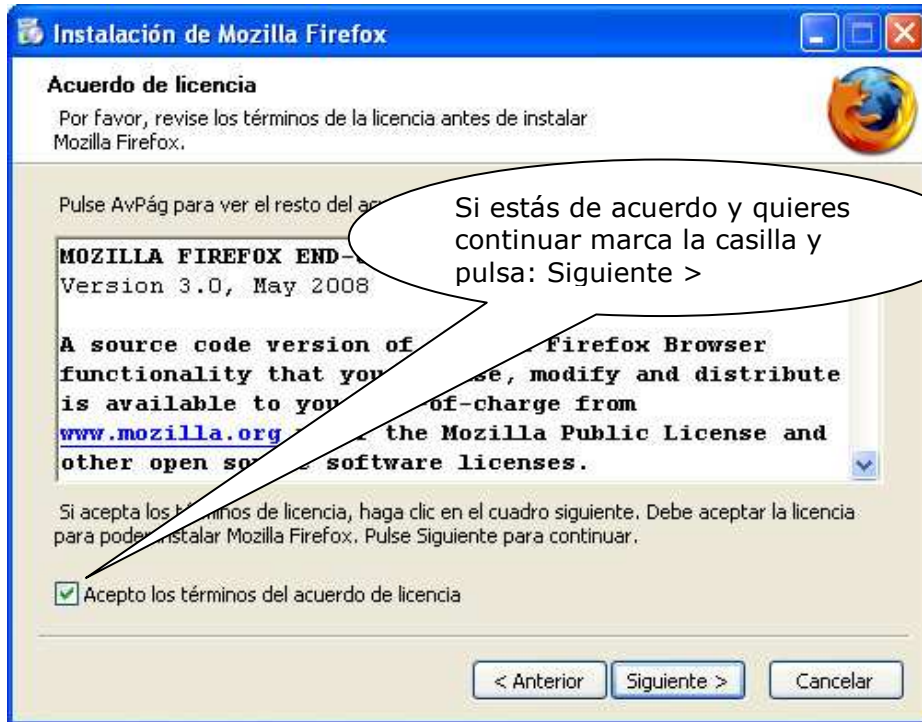 Instalación de Mozilla Firefox
Acuerdo de licencia
Por favor, revise los términos de la licencia antes de instalar
Mozilla Firefox.
Pulse AvPág para ver el resto del
Si estás de acuerdo y quieres
continuar marca la casilla y
pulsa: Siguiente >
MOZILLA FIREFOX
Version 3.0, May 2008
A source code version of Firefox Browser
functionality that you modify and distribute
is available to you of-charge from
www.mozilla.org the Mozilla Public License and
other open software licenses.
Si acepta los de licencia, haga clic en el cuadro siguiente. Debe aceptar la licencia
para poder instalar Mozilla Firefox. Pulse Siguiente para continuar.
Acepto los términos del acuerdo de licencia
< Anterior Siguiente > Cancelar